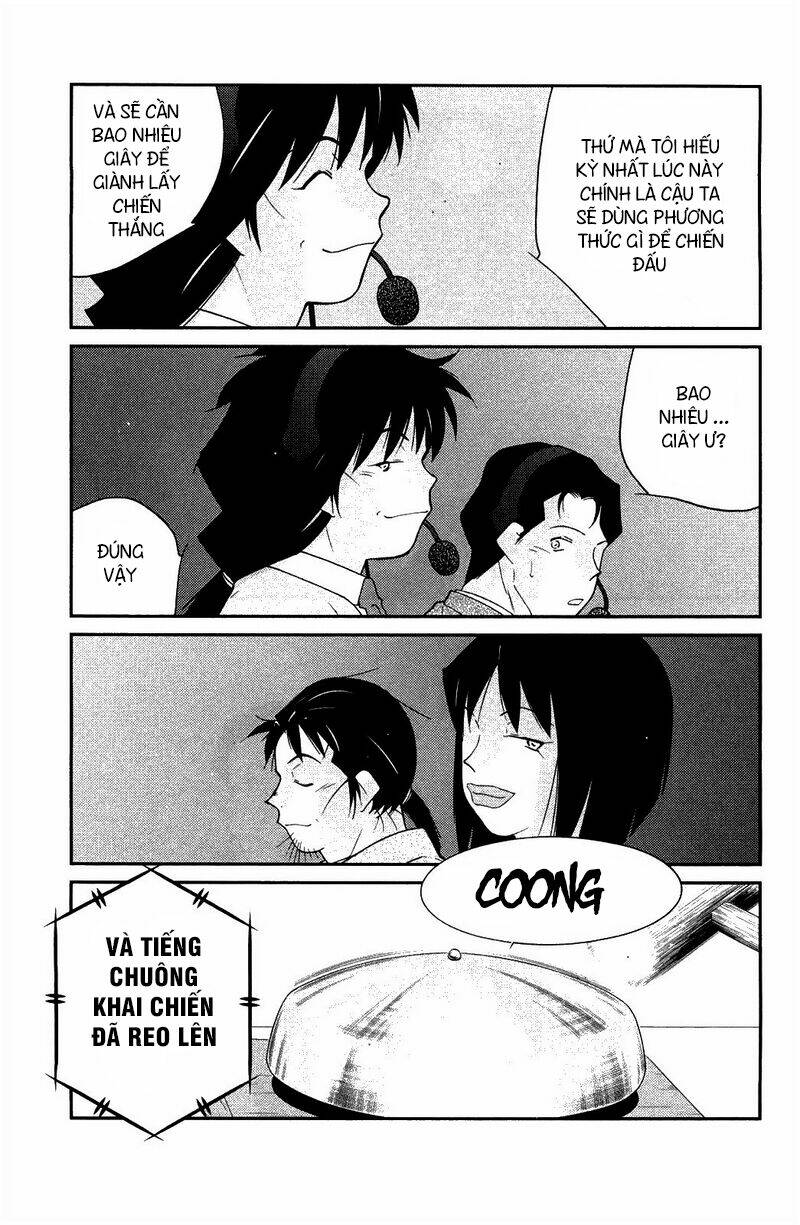 THỨ MÀ TÔI HIẾU
KỲ NHẤT LÚC NÀY
CHÍNH LÀ CẬU TA
SẼ DÙNG PHƯƠNG
THỨC GÌ ĐỂ CHIẾN
ĐẤU
VÀ SẼ CẦN
BAO NHIÊU
GIÂY ĐỂ
GIÀNH LẤY
CHIẾN
THẮNG
BAO
NHIÊU ...
GIÂY Ư?
ĐÚNG
VẬY
COONG
VÀ TIẾNG
CHUÔNG
KHAI CHIẾN
ĐÃ REO LÊN